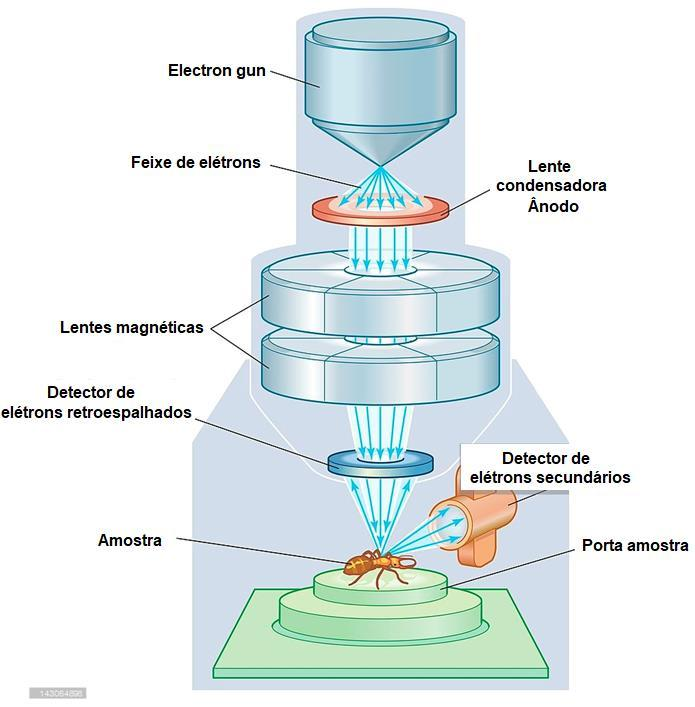 Electron gun
Feixe de elétrons
Lente
condensadora
Ânodo
Lentes magnéticas
Detector de
elétrons retroespalhados
Detector de
elétrons secundários
Amostra
Porta amostra
143064896